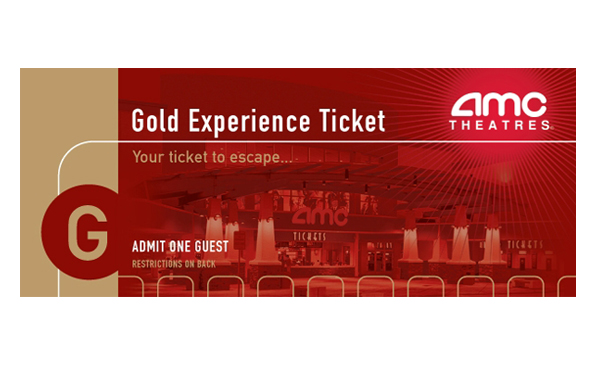 amc
THEATRES
Gold Experience Ticket
Your ticket to escape...
amc
TICKETS
TICKETS
G
ADMIT ONE GUEST
RESTRICTIONS ON BACK